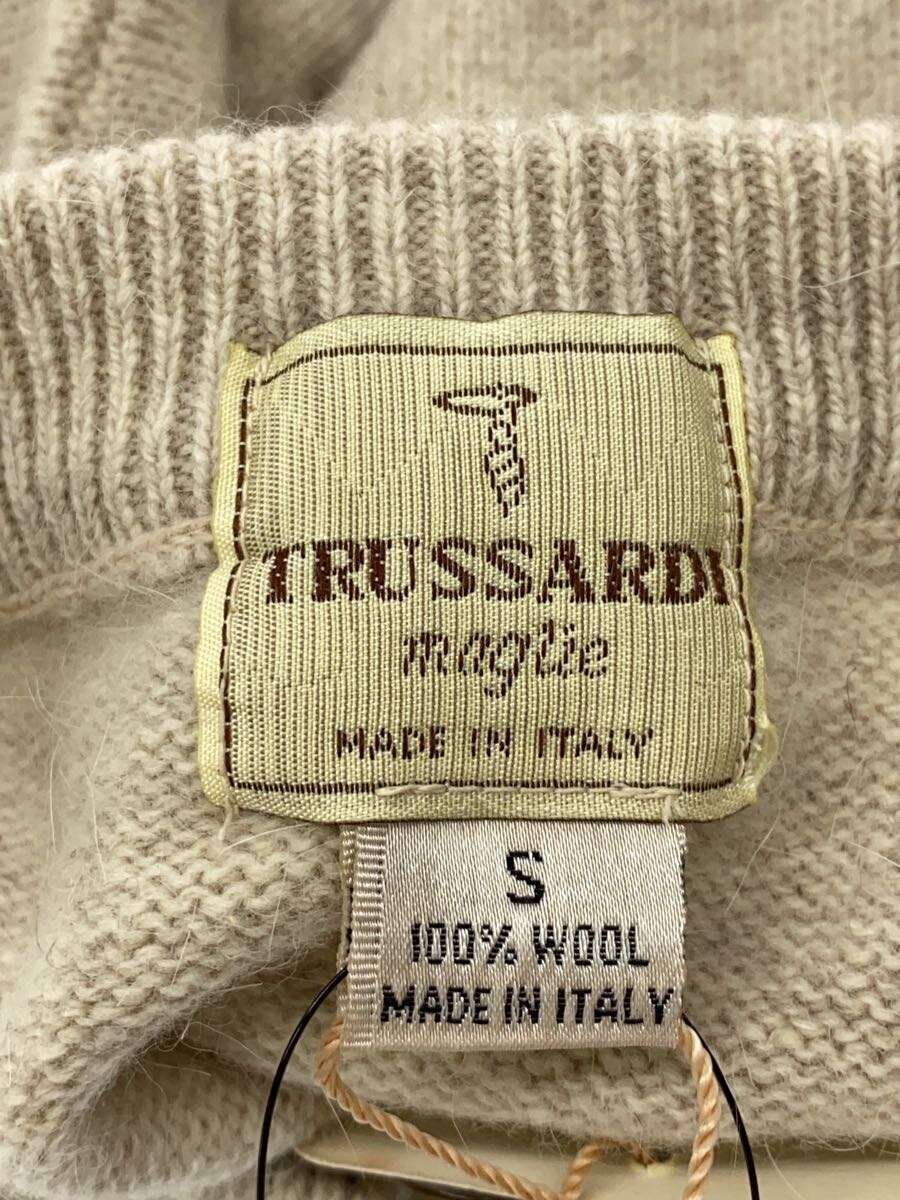 TRUSSARDI
maglie
MADE IN ITALY
S
100% WOOL
MADE IN ITALY